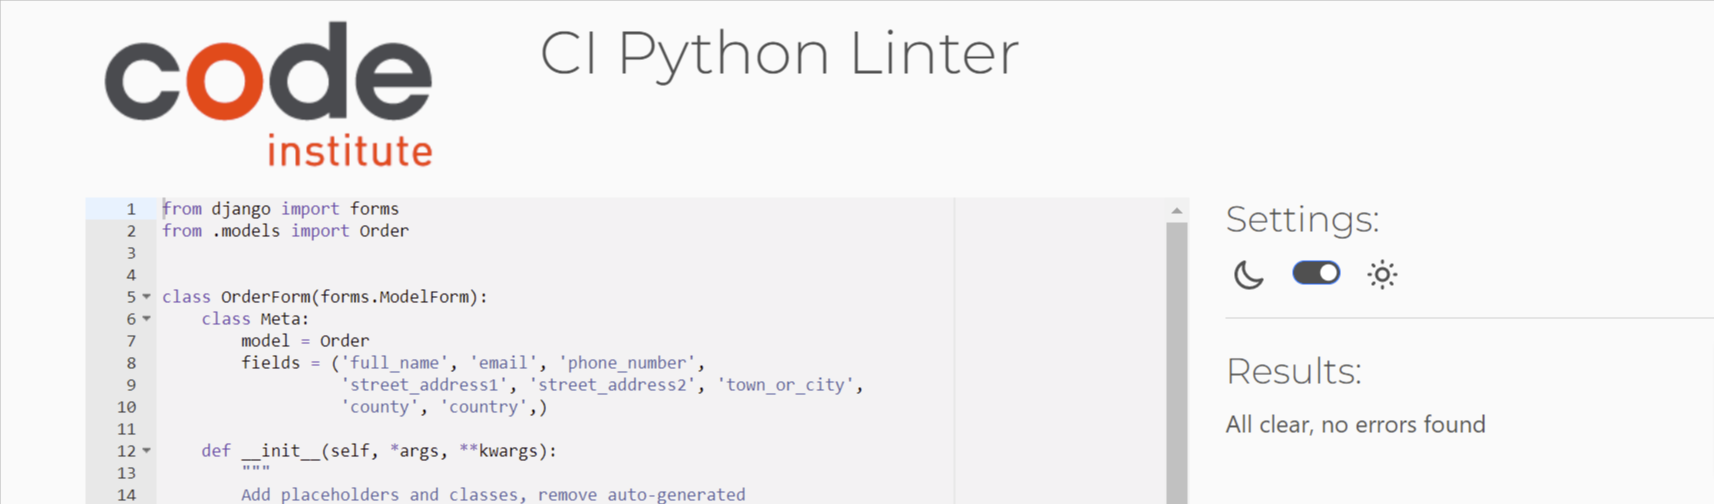 code
institute
CI Python Linter
1 from django import forms
2 from .models import Order
3
4
5 class OrderForm(forms.ModelForm):
6     class Meta:
7         model = Order
8         fields = ('full_name', 'email', 'phone_number',
9                   'street_address1', 'street_address2', 'town_or_city',
10                   'county', 'country',)
11
12     def __init__(self, *args, **kwargs):
13         """
14         Add placeholders and classes, remove auto-generated
Settings:
Results:
All clear, no errors found